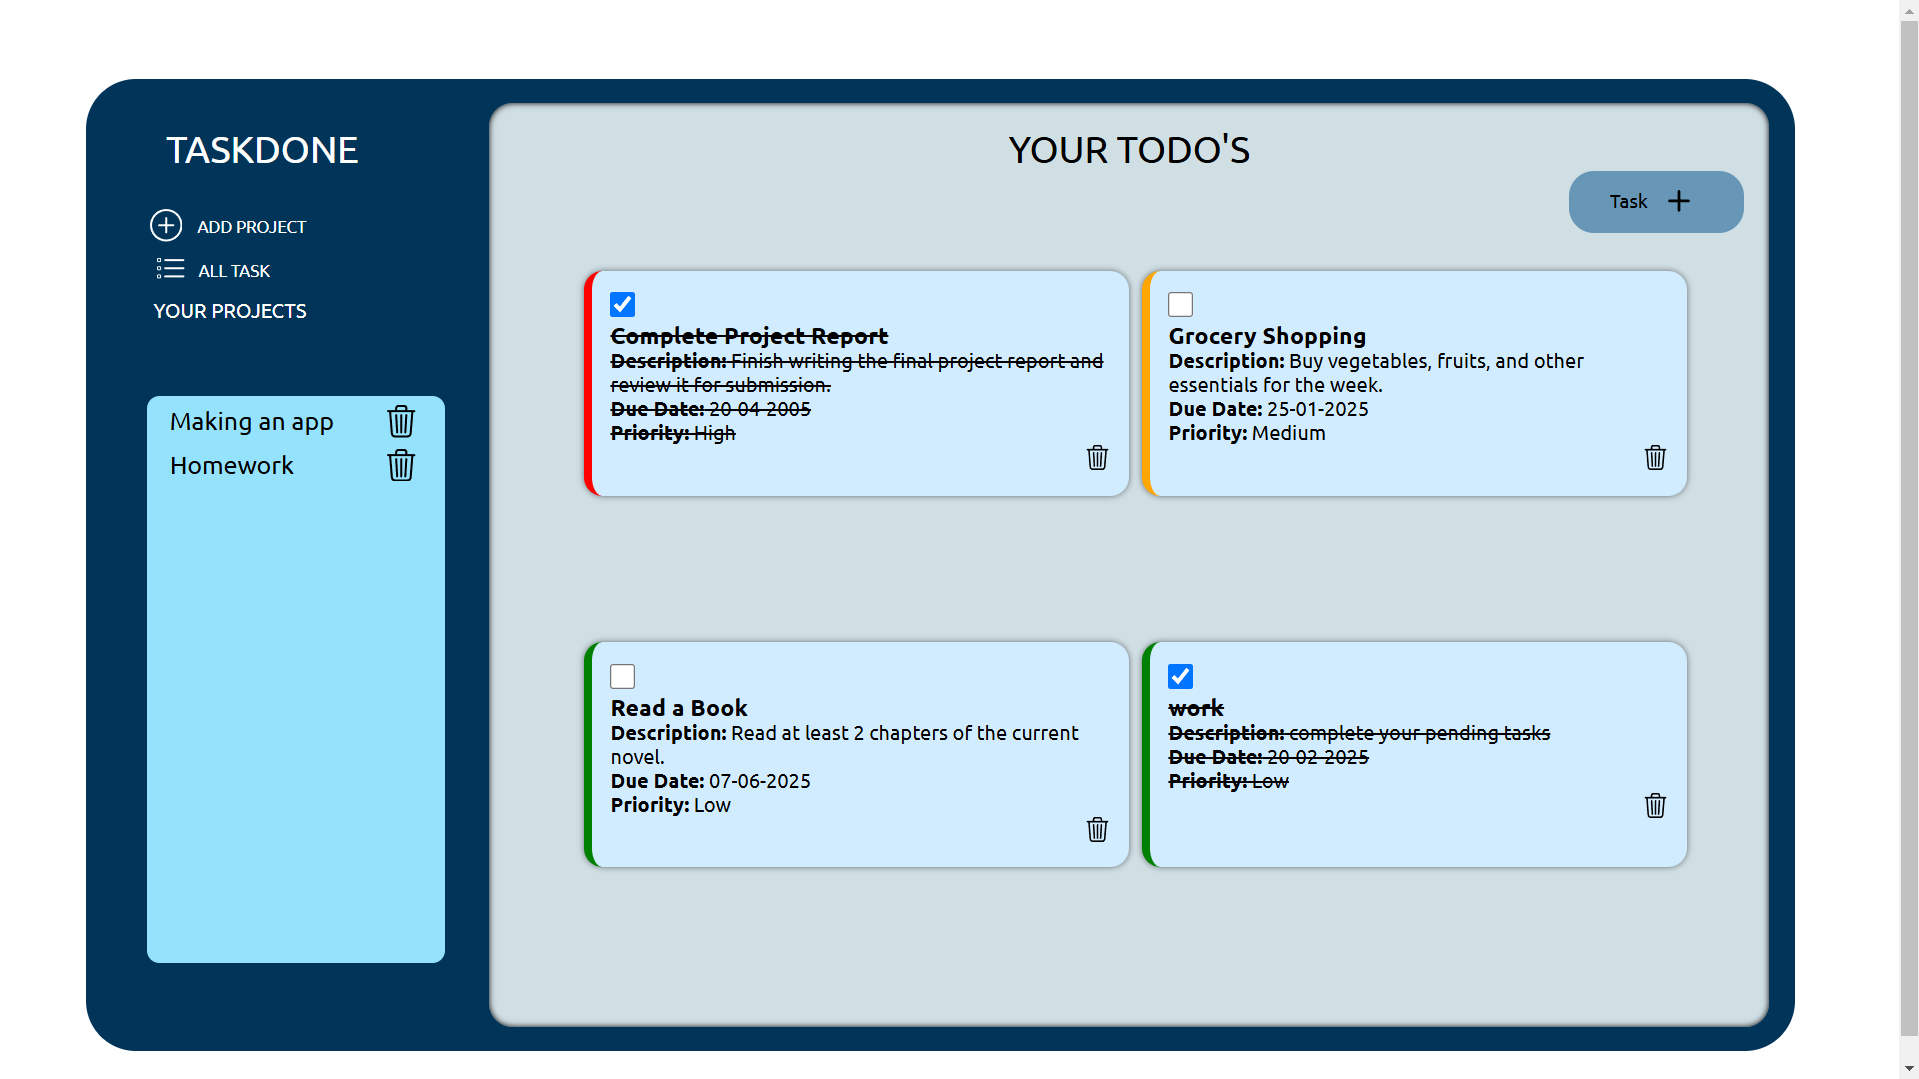 TASKDONE
ADD PROJECT
ALL TASK
YOUR PROJECTS
Making an app
Homework
YOUR TODO'S
Task
Complete Project Report
Description: Finish writing the final project report and
review it for submission.
Due Date: 20-04-2005
Priority: High
Grocery Shopping
Description: Buy vegetables, fruits, and other
essentials for the week.
Due Date: 25-01-2025
Priority: Medium
Read a Book
Description: Read at least 2 chapters of the current
novel.
Due Date: 07-06-2025
Priority: Low
work
Description: complete your pending tasks
Due Date: 20-02-2025
Priority: Low